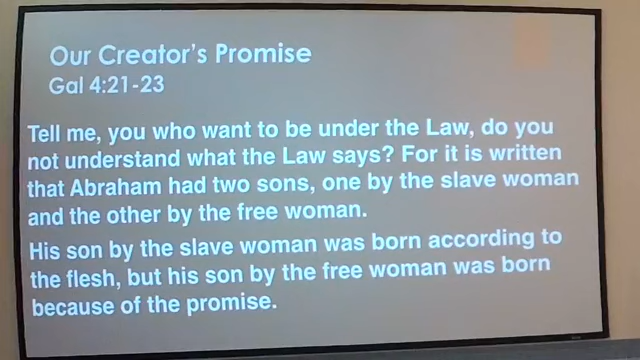 Our Creator's Promise
Gal 4:21-23
Tell me, you who want to be under the Law, do you
not understand what the Law says? For it is written
that Abraham had two sons, one by the slave woman
and the other by the free woman.
His son by the slave woman was born according to
the flesh, but his son by the free woman was born
because of the promise.